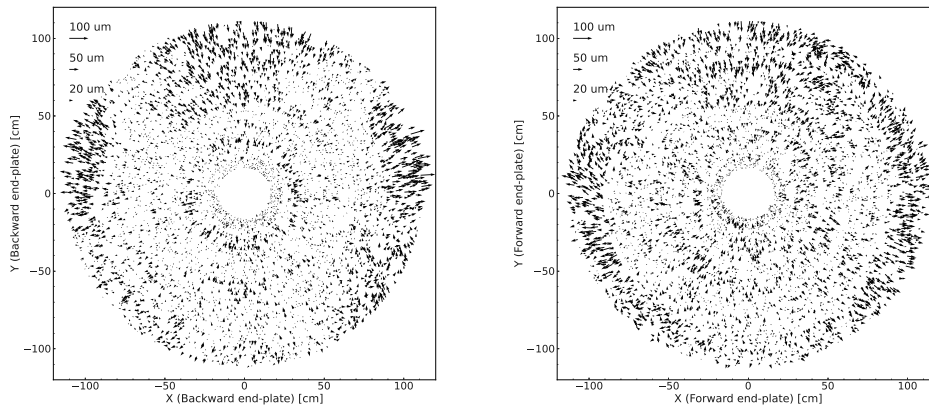 100 um
50 um
20 um
100
50
0
−50
−100
Y (Backward end-plate) [cm]
−100
−50
0
50
100
X (Backward end-plate) [cm]
100 um
50 um
20 um
100
50
0
−50
−100
Y (Forward end-plate) [cm]
−100
−50
0
50
100
X (Forward end-plate) [cm]